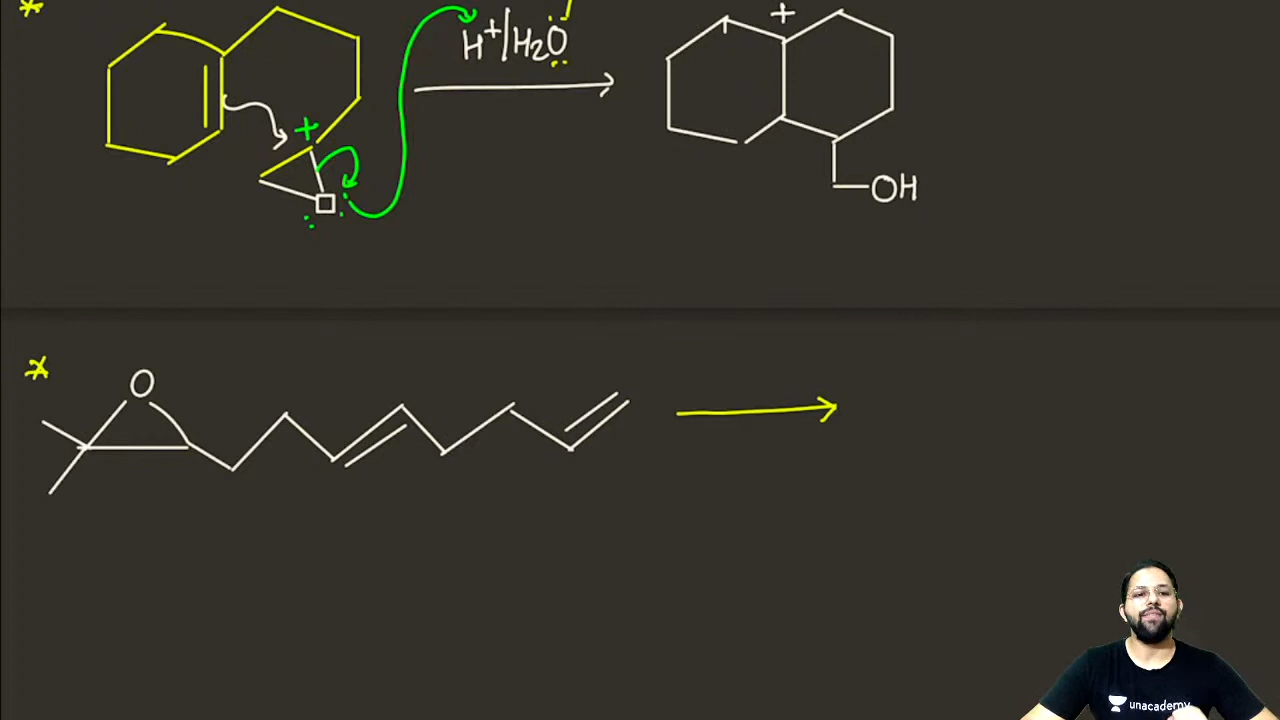 *
+
H⁺/H₂O
+
OH
*
O
unacademy